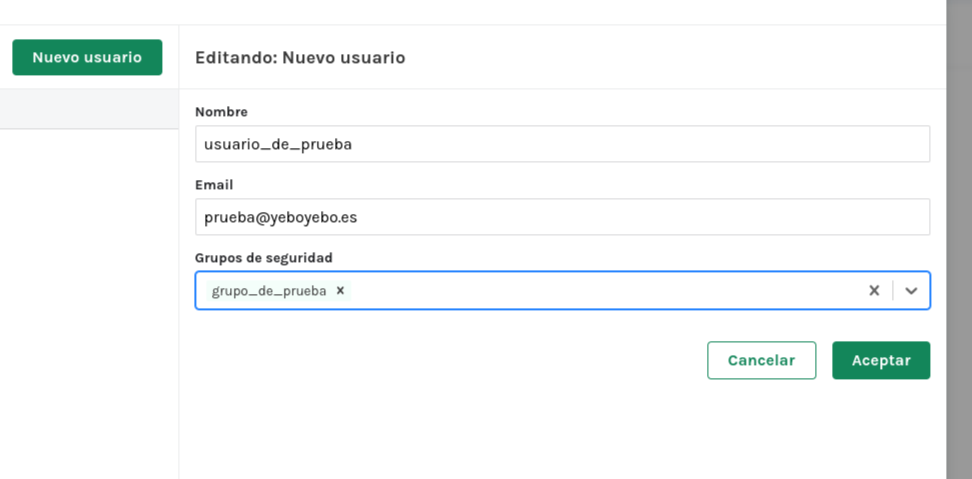 Nuevo usuario
Editando: Nuevo usuario
Nombre
usuario_de_prueba
Email
prueba@yeboyebo.es
Grupos de seguridad
grupo_de_prueba
Cancelar
Aceptar